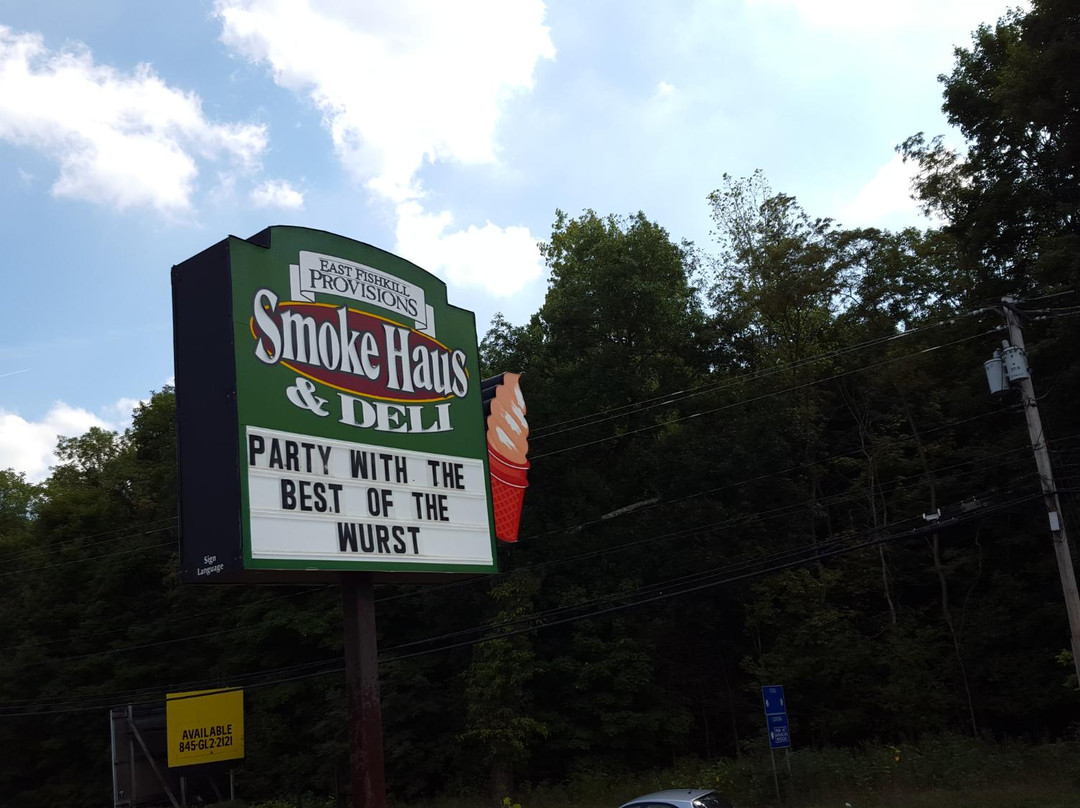 EAST FISHKILL
PROVISIONS
Smoke Haus
& DELI
PARTY WITH THE
BEST OF THE
WURST
Sign
Language
AVAILABLE
845-GL2-2121